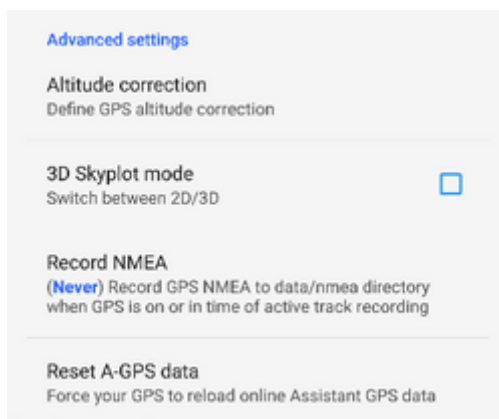 Advanced settings
Altitude correction
Define GPS altitude correction
3D Skyplot mode
Switch between 2D/3D
Record NMEA
(Never) Record GPS NMEA to data/nmea directory
when GPS is on or in time of active track recording
Reset A-GPS data
Force your GPS to reload online Assistant GPS data